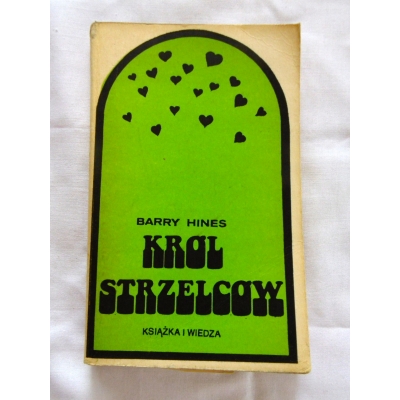 BARRY HINES
KRÓL
STRZELCÓW
KSIĄŻKA I WIEDZA